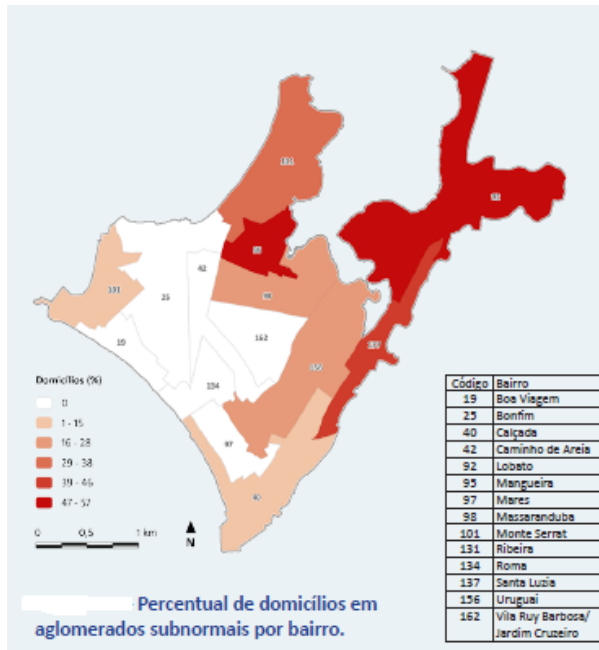 131
42
98
101
25
162
19
134
97
40
Domicílios (%)
0
1 - 15
16 - 28
29 - 38
39 - 46
47 - 57
0 0,5 1 km
N
Código Bairro
19 Boa Viagem
25 Bonfim
40 Calçada
42 Caminho de Areia
92 Lobato
95 Mangueira
97 Mares
98 Massaranduba
101 Monte Serrat
131 Ribeira
134 Roma
137 Santa Luzia
156 Uruguai
162 Vila Ruy Barbosa/
Jardim Cruzeiro
Percentual de domicílios em
aglomerados subnormais por bairro.